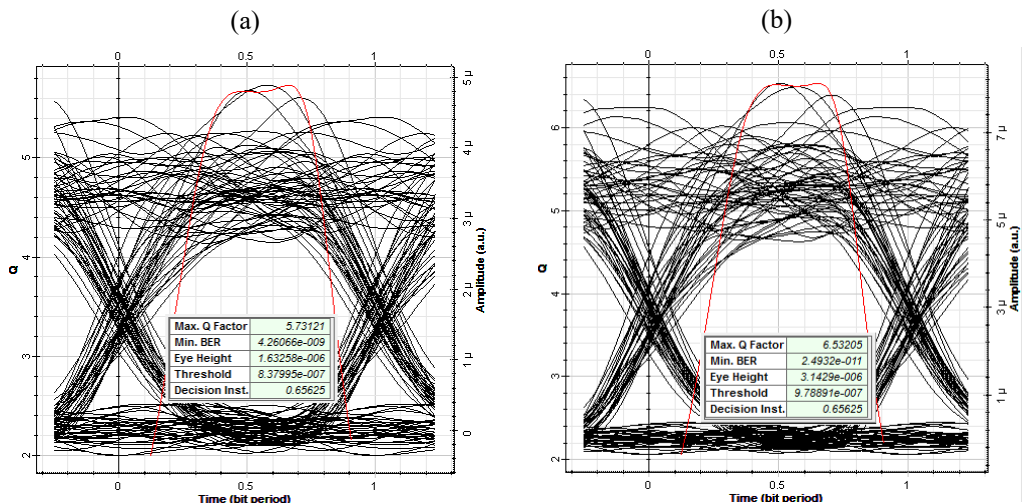 (a)
(b)
0 0.5 1
Q
5
4
3
2
5 µ
4 µ
3 µ
2 µ
1 µ
0
Amplitude (a.u.)
Max. Q Factor 5.73121
Min. BER 4.26066e-009
Eye Height 1.63258e-006
Threshold 8.37995e-007
Decision Inst. 0.65625
0 0.5 1
Time (bit period)
0 0.5 1
Q
6
5
4
3
2
7 µ
5 µ
3 µ
1 µ
Amplitude (a.u.)
Max. Q Factor 6.53205
Min. BER 2.4932e-011
Eye Height 3.1429e-006
Threshold 9.78891e-007
Decision Inst. 0.65625
0 0.5 1
Time (bit period)